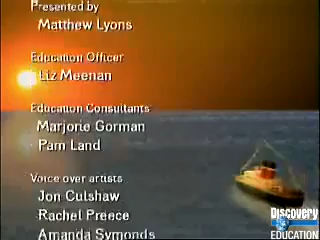 Presented by
Matthew Lyons
Education Officer
Liz Meenan
Education Consultants
Marjorie Gorman
Pam Land
Voice over artists
Jon Culshaw
Rachel Preece
Amanda Symonds
Discovery
EDUCATION